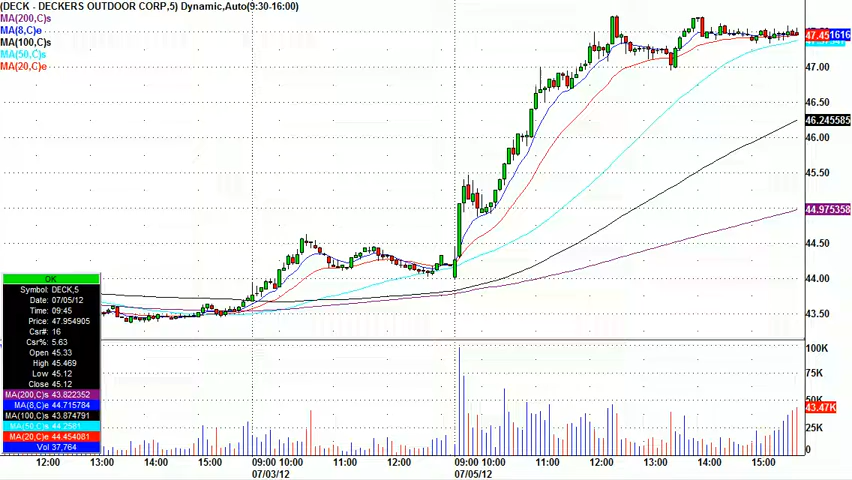 (DECK - DECKERS OUTDOOR CORP,5) Dynamic,Auto(9:30-16:00)
MA(200,C)s
MA(8,C)e
MA(100,C)s
MA(50,C)s
MA(20,C)e
47.451616
47.00
46.50
46.245585
46.00
45.50
44.975358
44.50
44.00
43.50
OK
Symbol: DECK,5
Date: 07/05/12
Time: 09:45
Price: 47.954905
Csr#: 16
Csr%: 5.63
Open 45.33
High 45.469
Low 45.12
Close 45.12
MA(200,C)s 43.822352
MA(8,C)e 44.715784
MA(100,C)s 43.874791
MA(50,C)s 44.2581
MA(20,C)e 44.454081
Vol 37,764
100K
75K
43.47K
25K
0
12:00 13:00 14:00 15:00 09:00 10:00 11:00 12:00 09:00 10:00 11:00 12:00 13:00 14:00 15:00
07/03/12 07/05/12